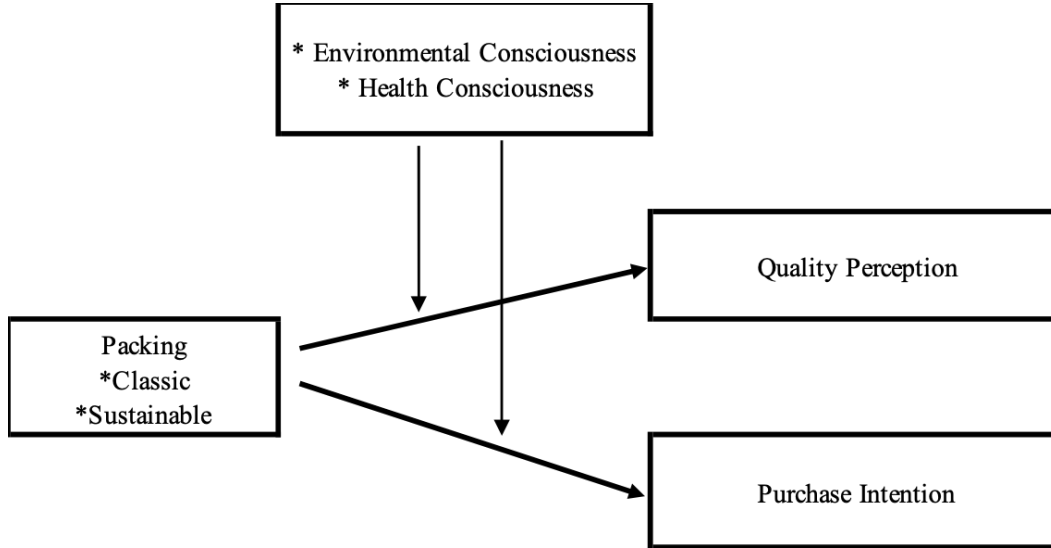 * Environmental Consciousness
* Health Consciousness
Quality Perception
Packing
*Classic
*Sustainable
Purchase Intention